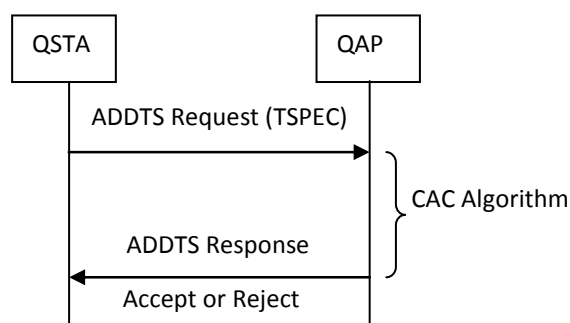 QSTA
QAP
ADDTS Request (TSPEC)
CAC Algorithm
ADDTS Response
Accept or Reject